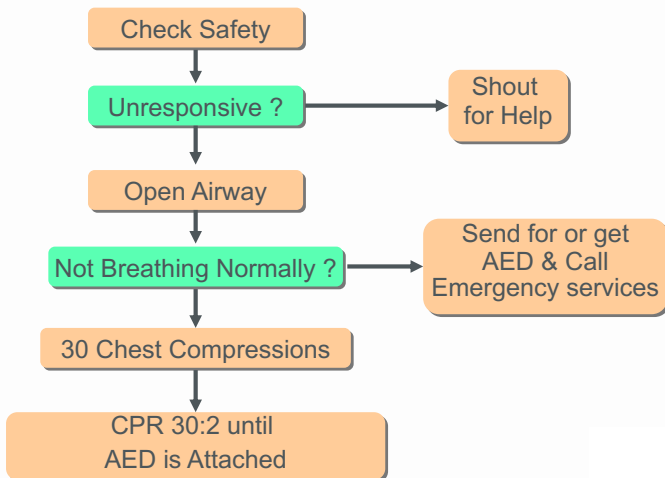 Check Safety
Unresponsive ?
Shout
for Help
Open Airway
Not Breathing Normally ?
Send for or get
AED & Call
Emergency services
30 Chest Compressions
CPR 30:2 until
AED is Attached